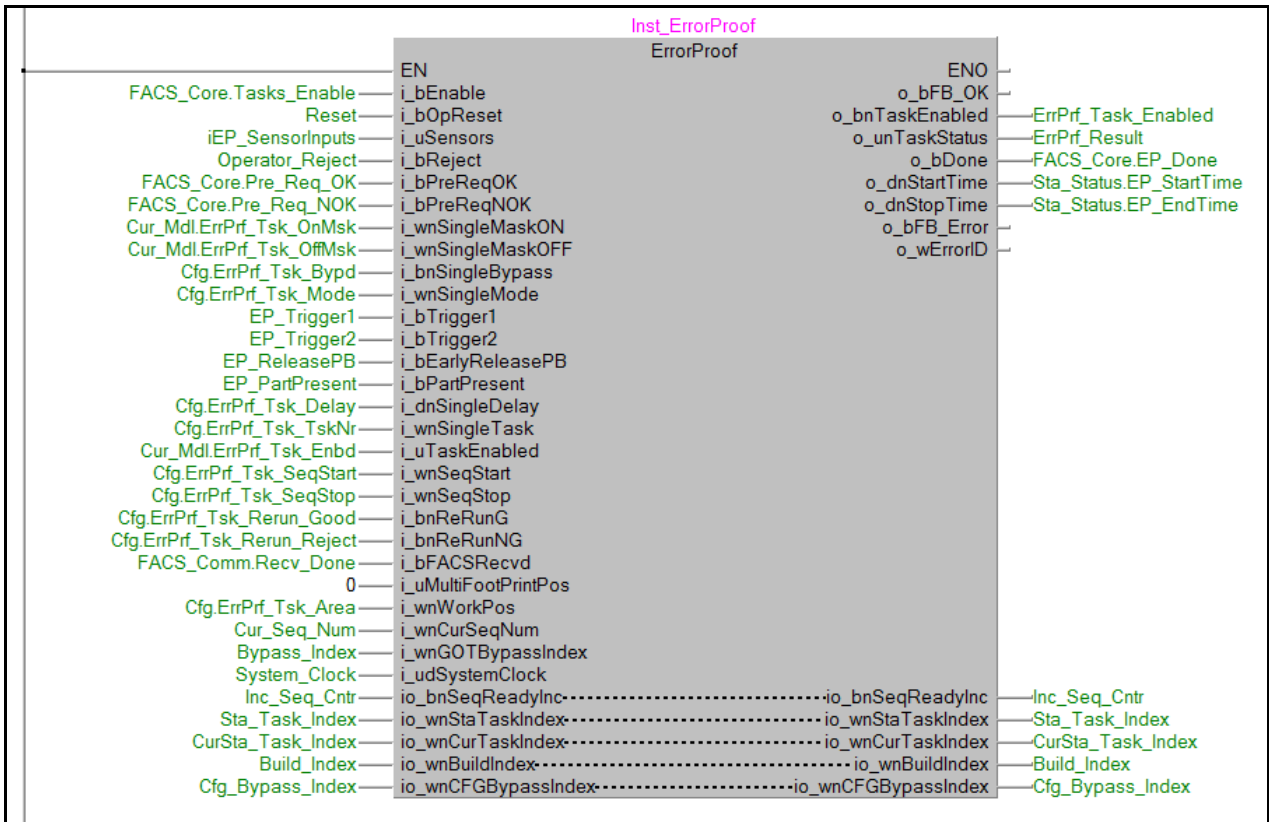 Inst_ErrorProof
ErrorProof
EN ENO
FACS_Core.Tasks_Enable i_bEnable o_bFB_OK
Reset i_bOpReset o_bnTaskEnabled ErrPrf_Task_Enabled
iEP_SensorInputs i_uSensors o_unTaskStatus ErrPrf_Result
Operator_Reject i_bReject o_bDone FACS_Core.EP_Done
FACS_Core.Pre_Req_OK i_bPreReqOK o_dnStartTime Sta_Status.EP_StartTime
FACS_Core.Pre_Req_NOK i_bPreReqNOK o_dnStopTime Sta_Status.EP_EndTime
Cur_Mdl.ErrPrf_Tsk_OnMsk i_wnSingleMaskON o_bFB_Error
Cur_Mdl.ErrPrf_Tsk_OffMsk i_wnSingleMaskOFF o_wErrorID
Cfg.ErrPrf_Tsk_Bypd i_bnSingleBypass
Cfg.ErrPrf_Tsk_Mode i_wnSingleMode
EP_Trigger1 i_bTrigger1
EP_Trigger2 i_bTrigger2
EP_ReleasePB i_bEarlyReleasePB
EP_PartPresent i_bPartPresent
Cfg.ErrPrf_Tsk_Delay i_dnSingleDelay
Cfg.ErrPrf_Tsk_TskNr i_wnSingleTask
Cur_Mdl.ErrPrf_Tsk_Enbd i_uTaskEnabled
Cfg.ErrPrf_Tsk_SeqStart i_wnSeqStart
Cfg.ErrPrf_Tsk_SeqStop i_wnSeqStop
Cfg.ErrPrf_Tsk_Rerun_Good i_bnReRunG
Cfg.ErrPrf_Tsk_Rerun_Reject i_bnReRunNG
FACS_Comm.Recv_Done i_bFACSRecvd
0 i_uMultiFootPrintPos
Cfg.ErrPrf_Tsk_Area i_wnWorkPos
Cur_Seq_Num i_wnCurSeqNum
Bypass_Index i_wnGOTBypassIndex
System_Clock i_udSystemClock
Inc_Seq_Cntr io_bnSeqReadyInc io_bnSeqReadyInc Inc_Seq_Cntr
Sta_Task_Index io_wnStaTaskIndex io_wnStaTaskIndex Sta_Task_Index
CurSta_Task_Index io_wnCurTaskIndex io_wnCurTaskIndex CurSta_Task_Index
Build_Index io_wnBuildIndex io_wnBuildIndex Build_Index
Cfg_Bypass_Index io_wnCFGBypassIndex io_wnCFGBypassIndex Cfg_Bypass_Index